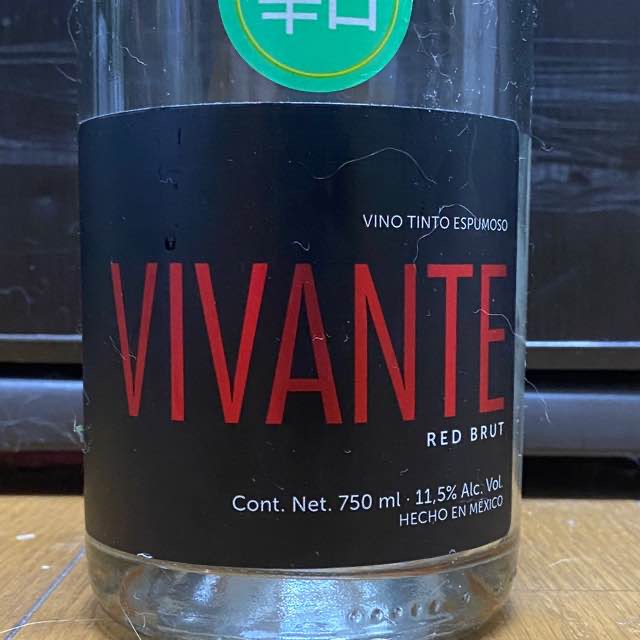 辛口
VINO TINTO ESPUMOSO
VIVANTE
RED BRUT
Cont. Net. 750 ml · 11,5% Alc. Vol.
HECHO EN MÉXICO